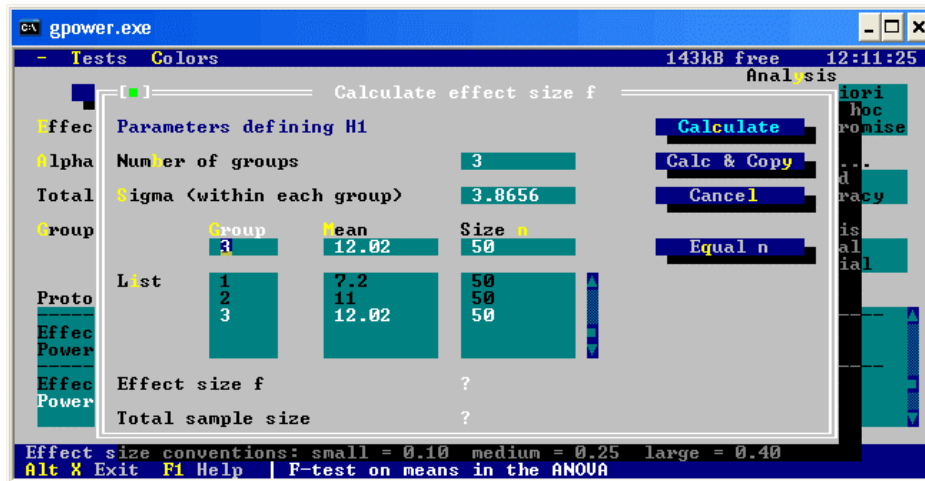 gpower.exe
- Tests Colors 143kB free 12:11:25
Analysis
[■] Calculate effect size f iori
hoc
Effec Parameters defining H1 Calculate romise
Alpha Number of groups 3 Calc & Copy ...
d
Total Sigma (within each group) 3.8656 Cancel racy
Group Group Mean Size n is
3 12.02 50 Equal n al
ial
List 1 7.2 50
Proto 2 11 50
3 12.02 50
Effec
Power
Effec Effect size f ?
Power
Total sample size ?
Effect size conventions: small = 0.10 medium = 0.25 large = 0.40
Alt X Exit F1 Help | F-test on means in the ANOVA